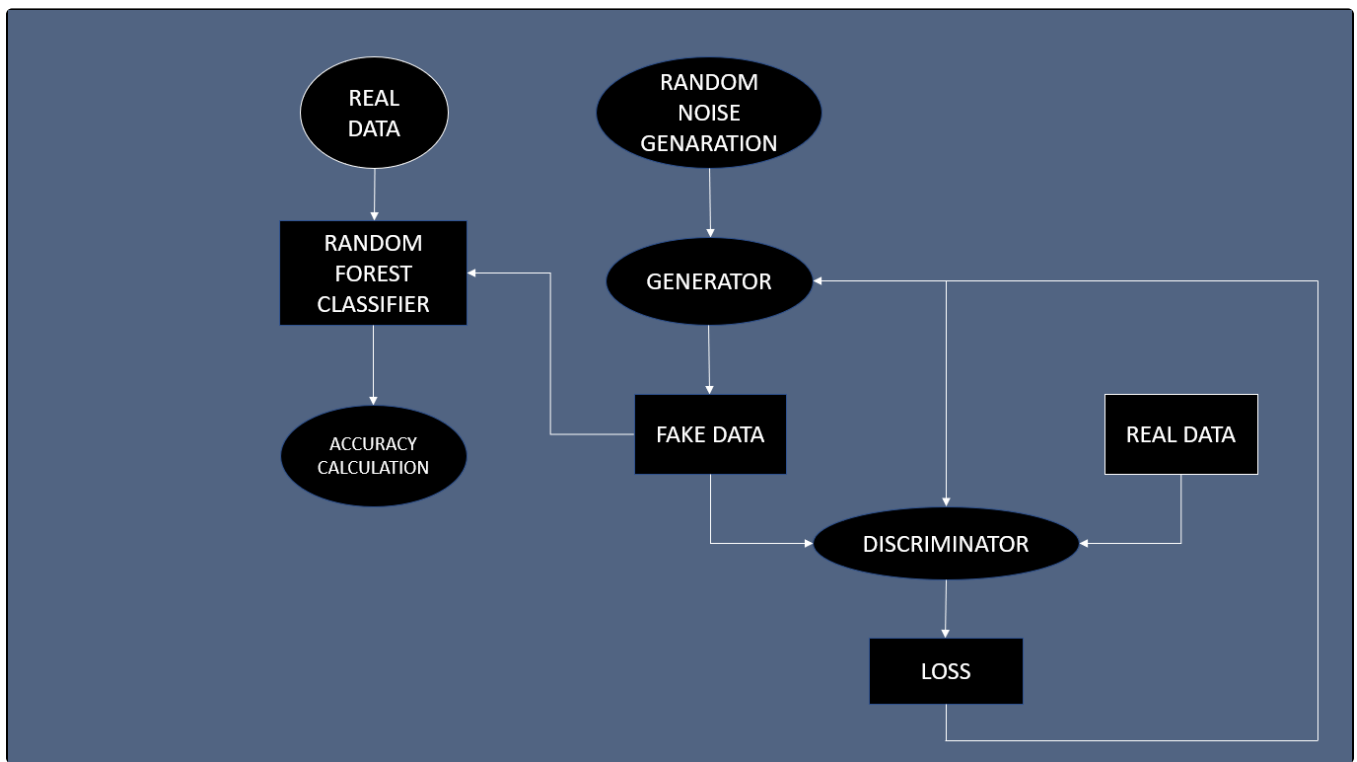 REAL
DATA
RANDOM
NOISE
GENARATION
RANDOM
FOREST
CLASSIFIER
GENERATOR
ACCURACY
CALCULATION
FAKE DATA
REAL DATA
DISCRIMINATOR
LOSS